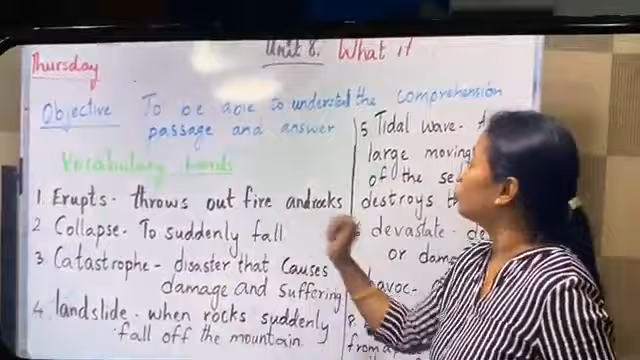 Thursday
Unit 8. What if
Objective To be able to understand the comprehension
passage and answer
Vocabulary words
1. Erupts - throws out fire and rocks
2 Collapse - To suddenly fall
3 Catastrophe - disaster that causes
damage and suffering
4. landslide - when rocks suddenly
fall off the mountain
5 Tidal wave -
large moving
of the
destroys
devastate -
or
havoc -
8.
from a